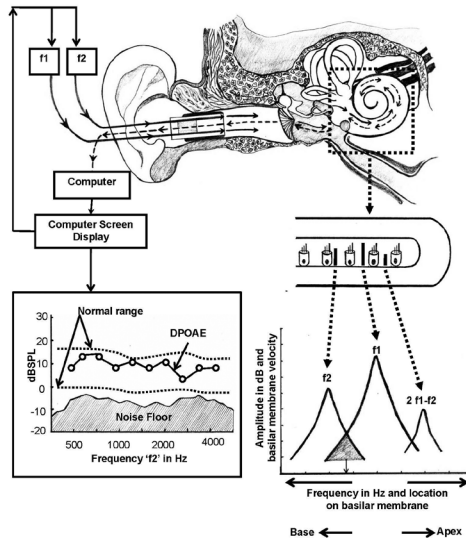 f1
f2
Computer
Computer Screen
Display
Normal range
DPOAE
dBSPL
30
20
10
0
-10
-20
Noise Floor
500
1000
2000
4000
Frequency 'f2' in Hz
Amplitude in dB and
basilar membrane velocity
f2
f1
2 f1-f2
Frequency in Hz and location
on basilar membrane
Base
Apex